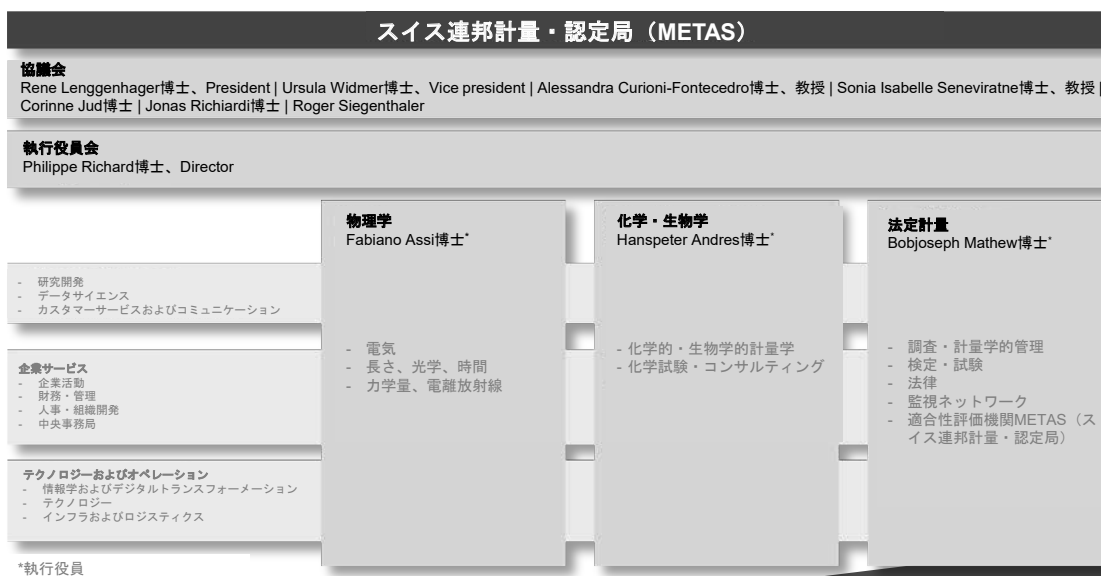 スイス連邦計量・認定局（METAS）
協議会
Rene Lenggenhager博士、President | Ursula Widmer博士、Vice president | Alessandra Curioni-Fontecedro博士、教授 | Sonia Isabelle Seneviratne博士、教授 |
Corinne Jud博士 | Jonas Richiardi博士 | Roger Siegenthaler
執行役員会
Philippe Richard博士、Director
物理学
Fabiano Assi博士*
化学・生物学
Hanspeter Andres博士*
法定計量
Bobjoseph Mathew博士*
- 研究開発
- データサイエンス
- カスタマーサービスおよびコミュニケーション
- 電気
- 長さ、光学、時間
- 力学量、電離放射線
- 化学的・生物学的計量学
- 化学試験・コンサルティング
- 調査・計量学的管理
- 検定・試験
- 法律
- 監視ネットワーク
- 適合性評価機関METAS（ス
イス連邦計量・認定局）
企業サービス
- 企業活動
- 財務・管理
- 人事・組織開発
- 中央事務局
テクノロジーおよびオペレーション
- 情報学およびデジタルトランスフォーメーション
- テクノロジー
- インフラおよびロジスティクス
*執行役員